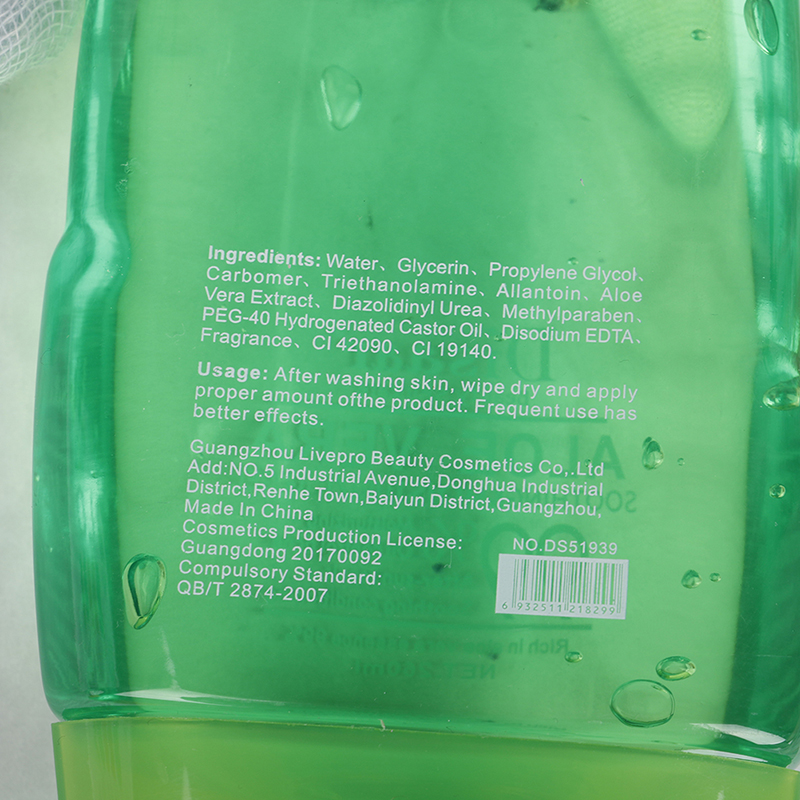 Ingredients: Water、Glycerin、Propylene Glycol、
Carbomer、Triethanolamine、Allantoin、Aloe
Vera Extract、Diazolidinyl Urea、Methylparaben、
PEG-40 Hydrogenated Castor Oil、Disodium EDTA、
Fragrance、CI 42090、CI 19140.
Usage: After washing skin, wipe dry and apply
proper amount ofthe product. Frequent use has
better effects.
Guangzhou Livepro Beauty Cosmetics Co,.Ltd
Add:NO.5 Industrial Avenue,Donghua Industrial
District,Renhe Town,Baiyun District,Guangzhou,
Made In China
Cosmetics Production License:
Guangdong 20170092
Compulsory Standard:
QB/T 2874-2007
NO.DS51939
6 932511 218299